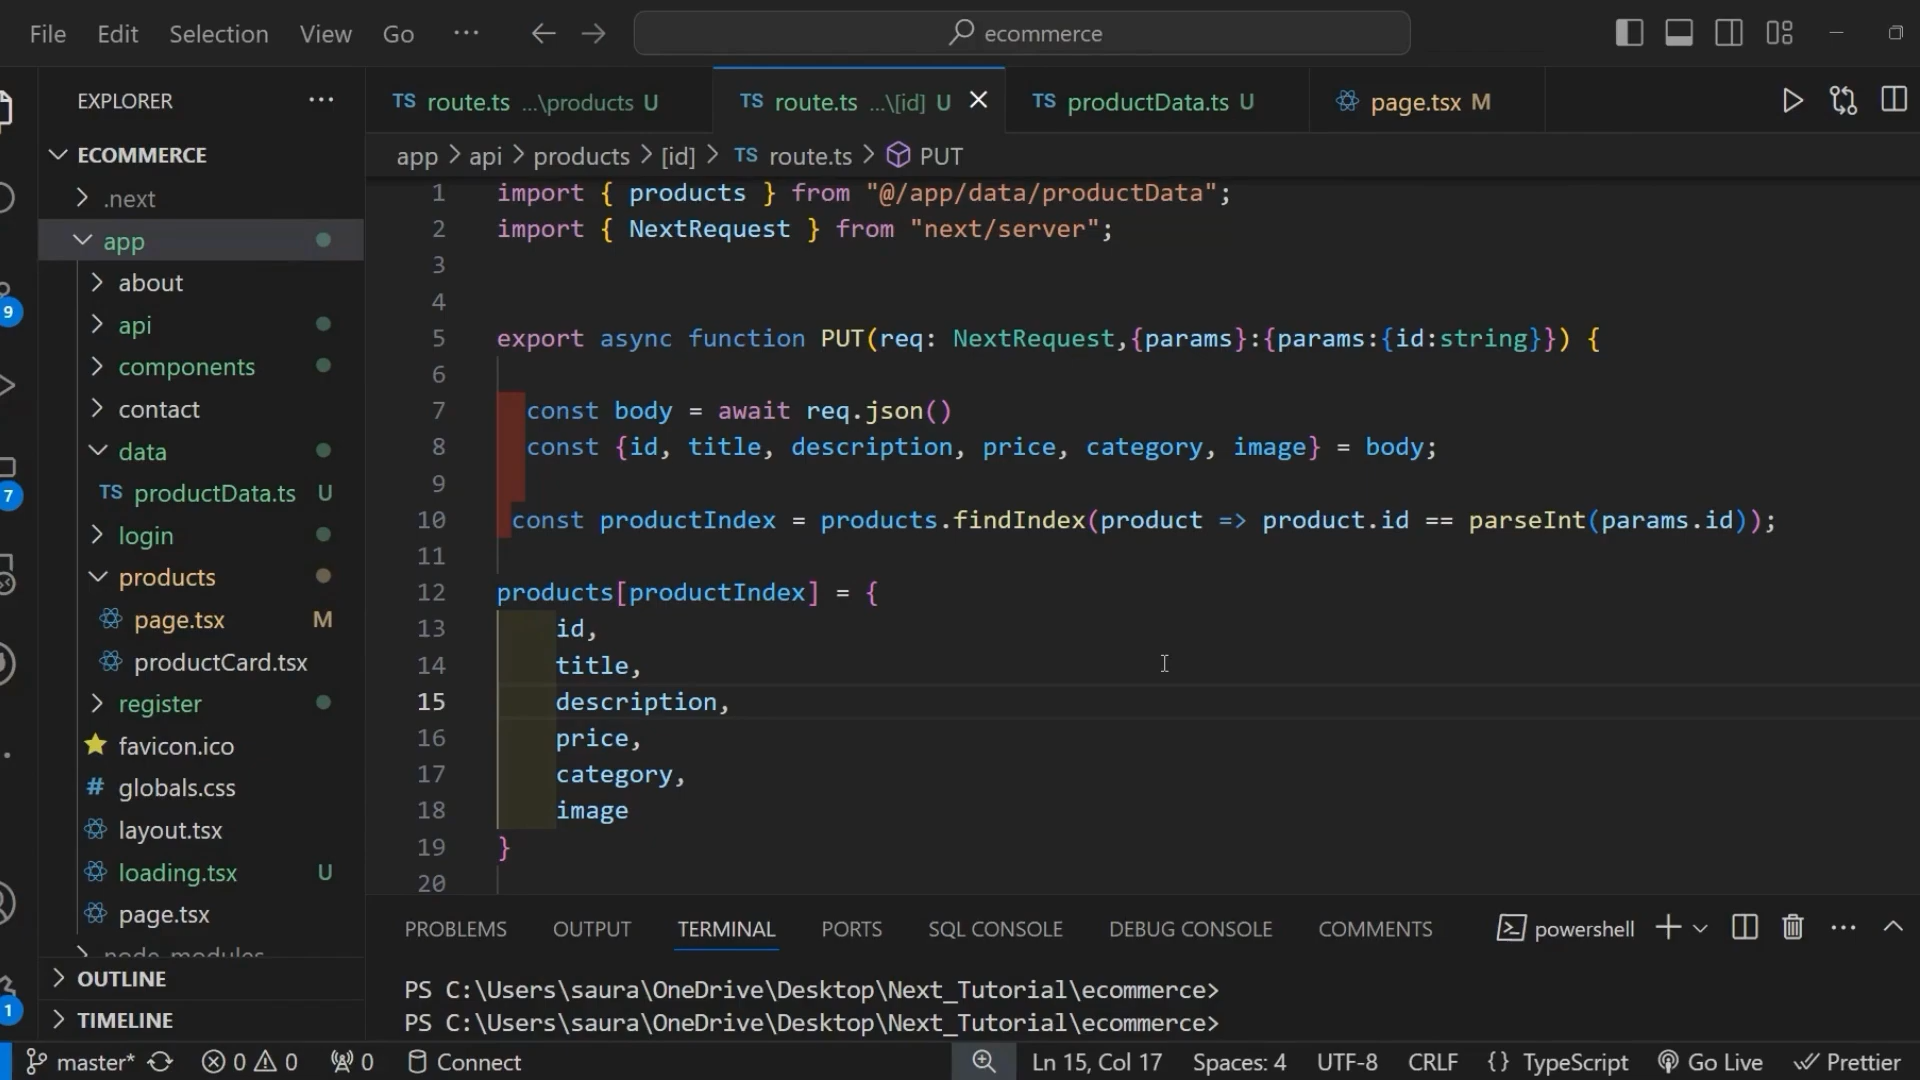 File Edit Selection View Go ··· ecommerce
EXPLORER ···
route.ts ...\products U
route.ts ...\[id] U
productData.ts U
page.tsx M
app > api > products > [id] > TS route.ts > PUT
ECOMMERCE
.next
app
about
api
components
contact
data
TS productData.ts U
login
products
page.tsx M
productCard.tsx
register
favicon.ico
# globals.css
layout.tsx
loading.tsx U
page.tsx
node_modules
OUTLINE
TIMELINE
9
7
1
1 import { products } from "@/app/data/productData";
2 import { NextRequest } from "next/server";
3
4
5 export async function PUT(req: NextRequest,{params}:{params:{id:string}}) {
6
7 const body = await req.json()
8 const {id, title, description, price, category, image} = body;
9
10 const productIndex = products.findIndex(product => product.id == parseInt(params.id));
11
12 products[productIndex] = {
13 id,
14 title,
15 description,
16 price,
17 category,
18 image
19 }
20
PROBLEMS OUTPUT TERMINAL PORTS SQL CONSOLE DEBUG CONSOLE COMMENTS powershell
PS C:\Users\saura\OneDrive\Desktop\Next_Tutorial\ecommerce>
PS C:\Users\saura\OneDrive\Desktop\Next_Tutorial\ecommerce>
master* 0 0 0 Connect Ln 15, Col 17 Spaces: 4 UTF-8 CRLF {} TypeScript Go Live Prettier